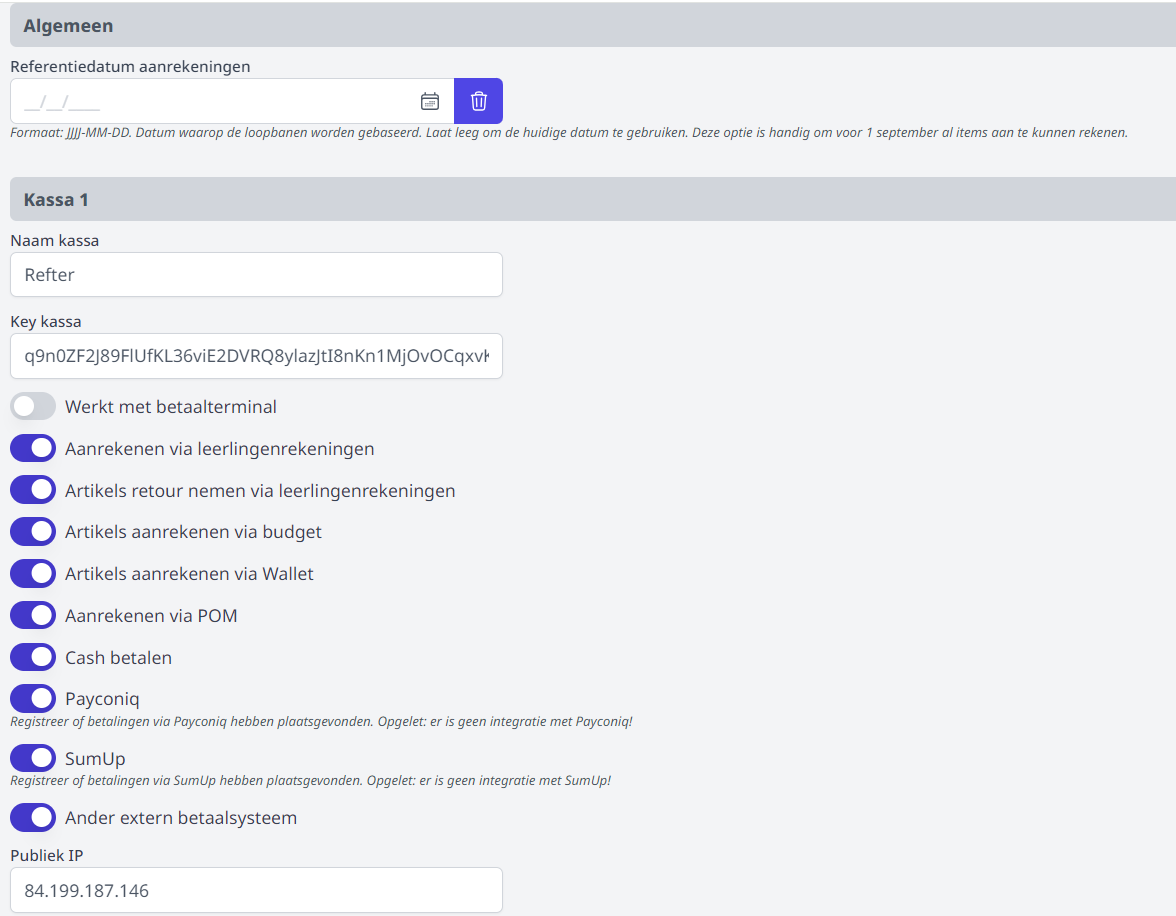 Algemeen
Referentiedatum aanrekeningen
__/__/____
Formaat: JJJJ-MM-DD. Datum waarop de loopbanen worden gebaseerd. Laat leeg om de huidige datum te gebruiken. Deze optie is handig om voor 1 september al items aan te kunnen rekenen.
Kassa 1
Naam kassa
Refter
Key kassa
q9n0ZF2J89FlUfKL36viE2DVRQ8ylazJtI8nKn1MjOvOCqxvK
Werkt met betaalterminal
Aanrekenen via leerlingenrekeningen
Artikels retour nemen via leerlingenrekeningen
Artikels aanrekenen via budget
Artikels aanrekenen via Wallet
Aanrekenen via POM
Cash betalen
Payconiq
Registreer of betalingen via Payconiq hebben plaatsgevonden. Opgelet: er is geen integratie met Payconiq!
SumUp
Registreer of betalingen via SumUp hebben plaatsgevonden. Opgelet: er is geen integratie met SumUp!
Ander extern betaalsysteem
Publiek IP
84.199.187.146